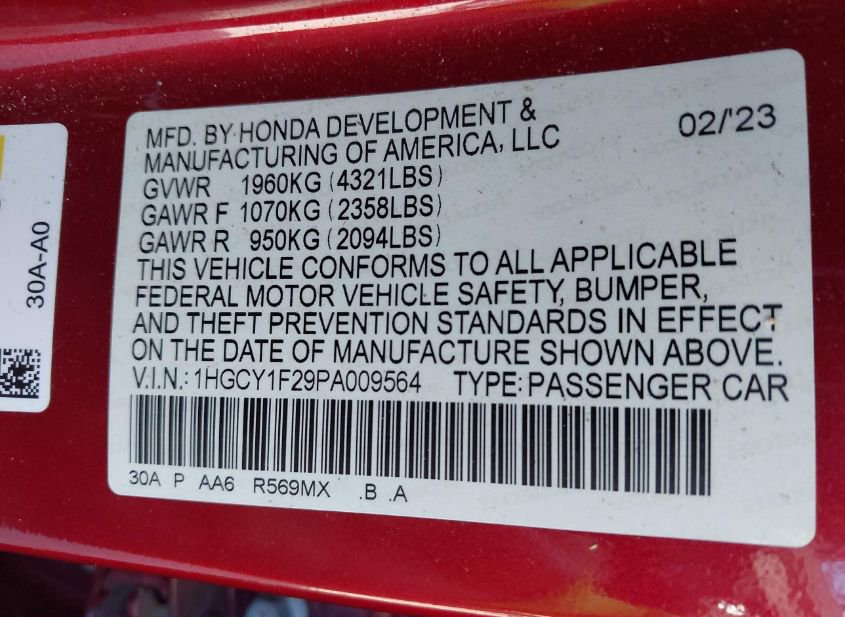 MFD. BY HONDA DEVELOPMENT & 02/'23
MANUFACTURING OF AMERICA, LLC
GVWR 1960KG (4321LBS)
GAWR F 1070KG (2358LBS)
GAWR R 950KG (2094LBS)
THIS VEHICLE CONFORMS TO ALL APPLICABLE
FEDERAL MOTOR VEHICLE SAFETY, BUMPER,
AND THEFT PREVENTION STANDARDS IN EFFECT
ON THE DATE OF MANUFACTURE SHOWN ABOVE.
V.I.N.: 1HGCY1F29PA009564 TYPE: PASSENGER CAR
30A P AA6 R569MX .B .A
30A-A0